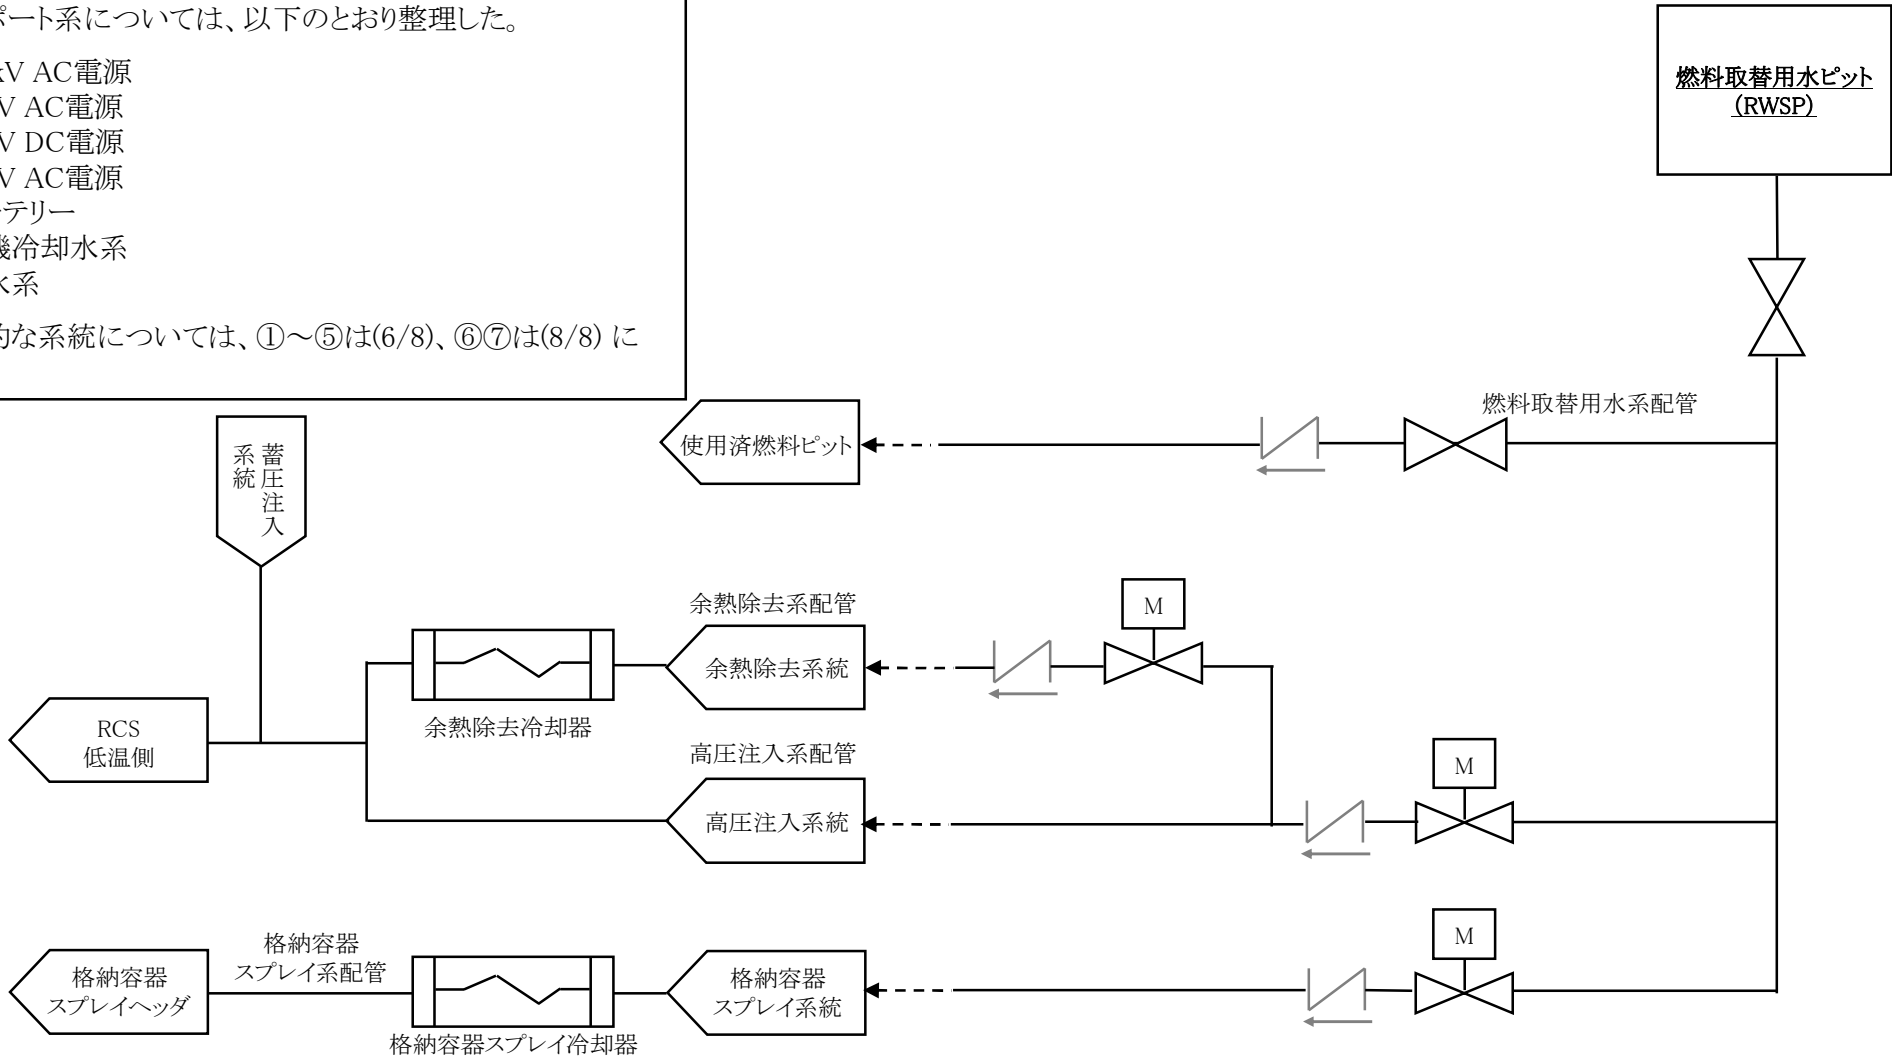 ポート系については、以下のとおり整理した。
kV AC電源
V AC電源
V DC電源
V AC電源
ッテリー
機冷却水系
水系
的な系統については、①～⑤は(6/8)、⑥⑦は(8/8) に
燃料取替用水ピット
(RWSP)
燃料取替用水系配管
使用済燃料ピット
蓄圧注入
系統
余熱除去系配管
M
余熱除去系統
余熱除去冷却器
RCS
低温側
高圧注入系配管
M
高圧注入系統
M
格納容器
スプレイ系配管
格納容器
スプレイヘッダ
格納容器
スプレイ系統
格納容器スプレイ冷却器